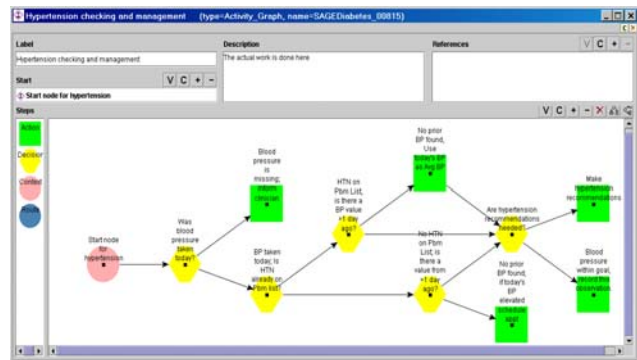 Hypertension checking and management (type=Activity_Graph, name=SAGEDiabetes_00815)
Label
Hypertension checking and management
Description
The actual work is done here
References
V C + -
Start
V C + -
Start node for hypertension
Steps
V C + -
Action
Decision
Context
Route
Start node
for
hypertension
Was
blood
pressure
taken
today?
Blood
pressure
is
missing;
inform
clinician
BP taken
today; Is
HTN
already on
Pbm list?
HTN on
Pbm List,
is there a
BP value
<1 day
ago?
No prior
BP found,
Use
today's BP
as Avg BP
No HTN
on Pbm
List; is
there a
value from
<1 day
ago?
Are hypertension
recommendations
needed?
No prior
BP found;
if today's
BP
elevated
schedule
appt
Make
hypertension
recommendations
Blood
pressure
within goal,
record this
observation